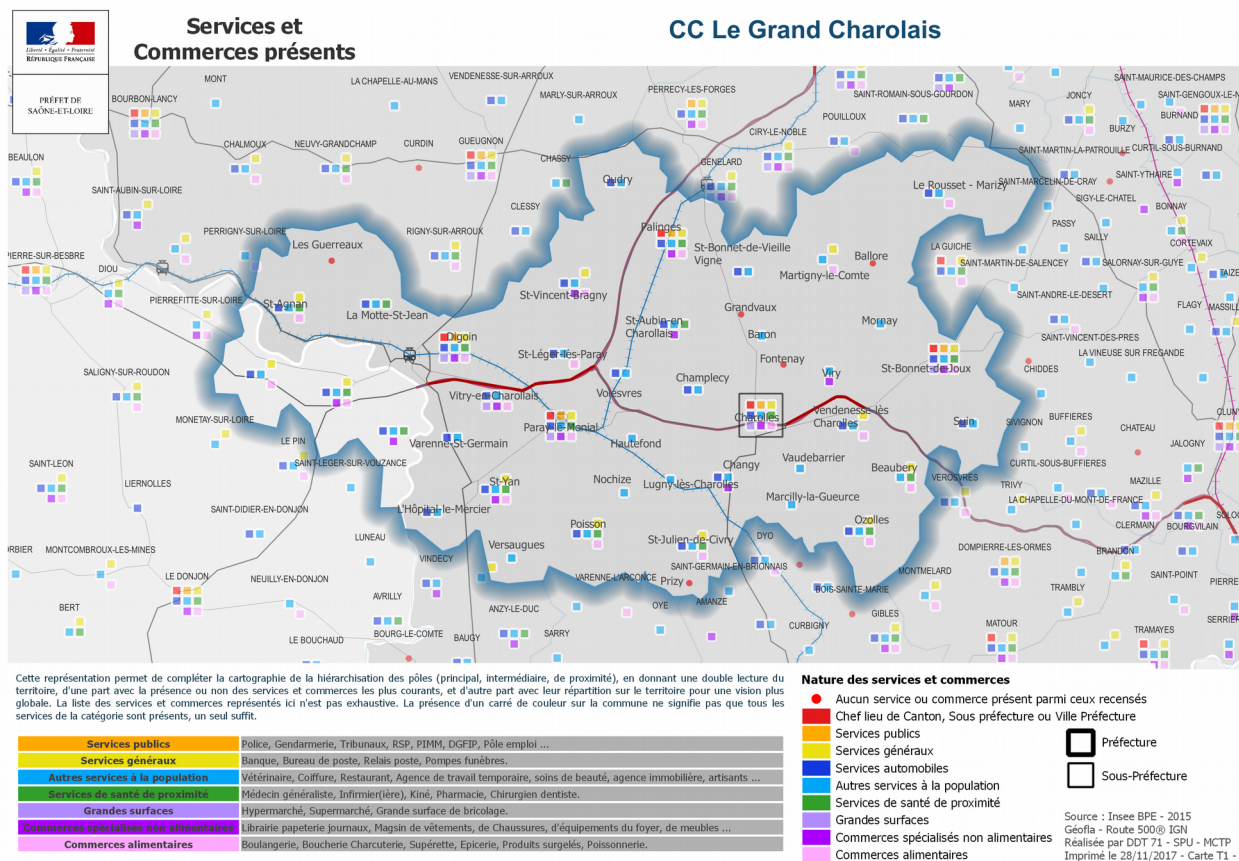 Services et
Commerces présents
CC Le Grand Charolais
Liberté • Égalité • Fraternité
RÉPUBLIQUE FRANÇAISE
PRÉFET DE
SAÔNE-ET-LOIRE
MONT
LA CHAPELLE-AU-MANS
VENDENESSE-SUR-ARROUX
MARLY-SUR-ARROUX
PERRECY-LES-FORGES
SAINT-ROMAIN-SOUS-GOURDON
SAINT-MAURICE-DES-CHAMPS
BOURBON-LANCY
MARY
JONCY
SAINT-GENGOUX-LE-N
BURNAND
POUILLOUX
BURZY
CIRY-LE-NOBLE
CHALMOUX
NEUVY-GRANDCHAMP
CURDIN
GUEUGNON
CHASSY
GENELARD
SAINT-MARTIN-LA-PATROUILLE
CURTIL-SOUS-BURNAND
BEAULON
SAINT-AUBIN-SUR-LOIRE
Oudry
Le Rousset - Marizy
SAINT-MARCELIN-DE-CRAY
SAINT-YTHAIRE
SIGY-LE-CHATEL
BONNAY
CLESSY
PERRIGNY-SUR-LOIRE
Les Guerreaux
RIGNY-SUR-ARROUX
Palinges
St-Bonnet-de-Vieille
Vigne
PASSY
SAILLY
CORTEVAIX
LA GUICHE
PIERRE-SUR-BESBRE
DIOU
Martigny-le-Comte
Ballore
SAINT-MARTIN-DE-SALENCEY
SALORNAY-SUR-GUYE
TAIZE
PIERREFITTE-SUR-LOIRE
St-Agnan
La Motte-St-Jean
St-Vincent-Bragny
SAINT-ANDRE-LE-DESERT
FLAGY
MASSILL
Grandvaux
St-Aubin-en
Charollais
Mornay
Baron
Digoin
SAINT-VINCENT-DES-PRES
St-Léger-lès-Paray
Fontenay
LA VINEUSE SUR FREGANDE
SALIGNY-SUR-ROUDON
Viry
St-Bonnet-de-Joux
CHIDDES
Champlecy
Volesvres
Vitry-en-Charollais
MONETAY-SUR-LOIRE
Charolles
Vendenesse-lès
Charolles
Suin
SIVIGNON
BUFFIERES
CLUN
CHATEAU
Paray-le-Monial
LE PIN
Varenne-St-Germain
Hautefond
JALOGNY
Vaudebarrier
SAINT-LEON
SAINT-LEGER-SUR-VOUZANCE
Changy
Beaubery
CURTIL-SOUS-BUFFIERES
LIERNOLLES
St-Yan
Nochize
Lugny-lès-Charolles
VEROSVRES
TRIVY
MAZILLE
Marcilly-la-Gueurce
LA CHAPELLE-DU-MONT-DE-FRANCE
SAINT-DIDIER-EN-DONJON
L'Hôpital-le-Mercier
Poisson
Ozolles
CLERMAIN
BOURGVILAIN
SOLOG
LUNEAU
St-Julien-de-Civry
DYO
ORBIER
MONTCOMBROUX-LES-MINES
Versaugues
DOMPIERRE-LES-ORMES
BRANDON
VINDECY
SAINT-GERMAIN-EN-BRIONNAIS
LE DONJON
NEUILLY-EN-DONJON
VARENNE-L'ARCONCE
Prizy
MONTMELARD
SAINT-POINT
PIERRE
BOIS-SAINTE-MARIE
TRAMBLY
AVRILLY
BERT
ANZY-LE-DUC
OYE
AMANZE
GIBLES
SERRIER
LE BOUCHAUD
BOURG-LE-COMTE
BAUGY
SARRY
CURBIGNY
MATOUR
TRAMAYES
Cette représentation permet de compléter la cartographie de la hiérarchisation des pôles (principal, intermédiaire, de proximité), en donnant une double lecture du
territoire, d'une part avec la présence ou non des services et commerces les plus courants, et d'autre part avec leur répartition sur le territoire pour une vision plus
globale. La liste des services et commerces représentés ici n'est pas exhaustive. La présence d'un carré de couleur sur la commune ne signifie pas que tous les
services de la catégorie sont présents, un seul suffit.
Services publics Police, Gendarmerie, Tribunaux, RSP, PIMM, DGFIP, Pôle emploi ...
Services généraux Banque, Bureau de poste, Relais poste, Pompes funèbres.
Autres services à la population Vétérinaire, Coiffure, Restaurant, Agence de travail temporaire, soins de beauté, agence immobilière, artisants ...
Services de santé de proximité Médecin généraliste, Infirmier(ière), Kiné, Pharmacie, Chirurgien dentiste.
Grandes surfaces Hypermarché, Supermarché, Grande surface de bricolage.
Commerces spécialisés non alimentaires Librairie papeterie journaux, Magsin de vêtements, de Chaussures, d'équipements du foyer, de meubles ...
Commerces alimentaires Boulangerie, Boucherie Charcuterie, Supérette, Epicerie, Produits surgelés, Poissonnerie.
Nature des services et commerces
Aucun service ou commerce présent parmi ceux recensés
Chef lieu de Canton, Sous préfecture ou Ville Préfecture
Services publics
Services généraux
Services automobiles
Autres services à la population
Services de santé de proximité
Grandes surfaces
Commerces spécialisés non alimentaires
Commerces alimentaires
Préfecture
Sous-Préfecture
Source : Insee BPE - 2015
Géofla - Route 500® IGN
Réalisée par DDT 71 - SPU - MCTP
Imprimé le 28/11/2017 - Carte T1 -